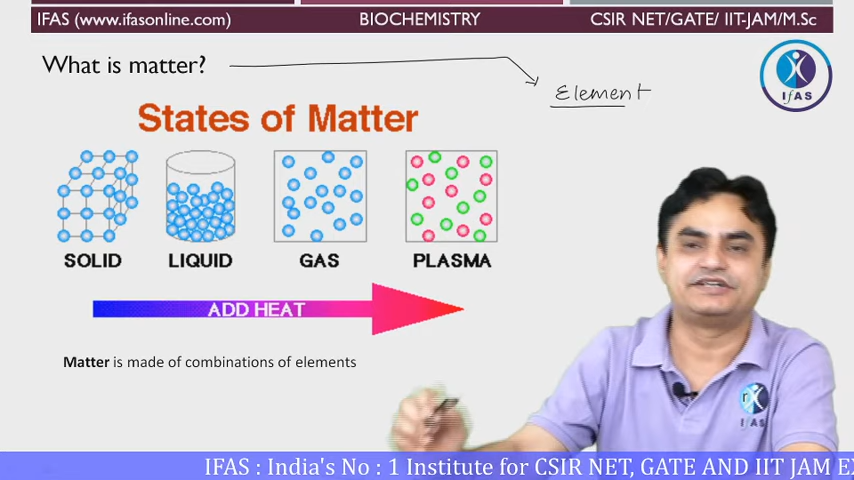 IFAS (www.ifasonline.com) BIOCHEMISTRY CSIR NET/GATE/ IIT-JAM/M.Sc
What is matter?
Element
IfAS
States of Matter
SOLID LIQUID GAS PLASMA
ADD HEAT
Matter is made of combinations of elements
IfAS
IFAS : India's No : 1 Institute for CSIR NET, GATE AND IIT JAM E